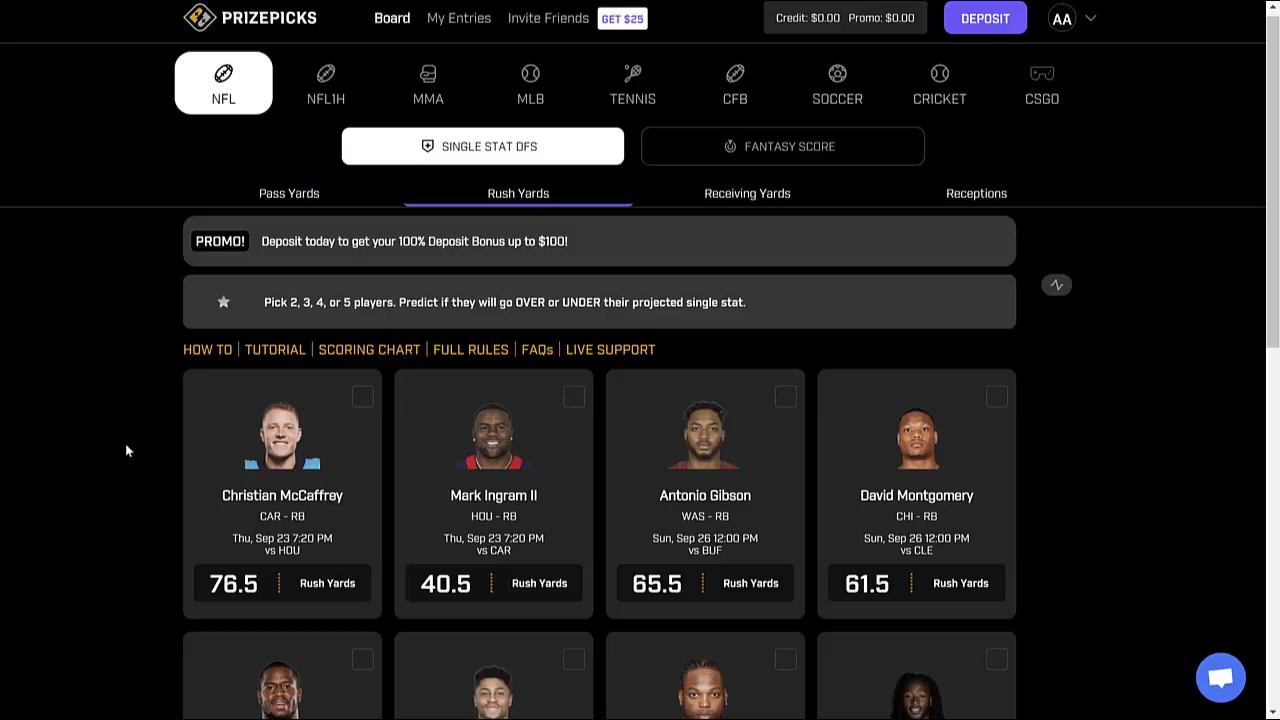 PRIZEPICKS
Board
My Entries
Invite Friends
GET $25
Credit: $0.00 Promo: $0.00
DEPOSIT
AA
NFL
NFL1H
MMA
MLB
TENNIS
CFB
SOCCER
CRICKET
CSGO
SINGLE STAT DFS
FANTASY SCORE
Pass Yards
Rush Yards
Receiving Yards
Receptions
PROMO! Deposit today to get your 100% Deposit Bonus up to $100!
Pick 2, 3, 4, or 5 players. Predict if they will go OVER or UNDER their projected single stat.
HOW TO | TUTORIAL | SCORING CHART | FULL RULES | FAQs | LIVE SUPPORT
Christian McCaffrey
CAR - RB
Thu, Sep 23 7:20 PM
vs HOU
76.5 Rush Yards
Mark Ingram II
HOU - RB
Thu, Sep 23 7:20 PM
vs CAR
40.5 Rush Yards
Antonio Gibson
WAS - RB
Sun, Sep 26 12:00 PM
vs BUF
65.5 Rush Yards
David Montgomery
CHI - RB
Sun, Sep 26 12:00 PM
vs CLE
61.5 Rush Yards